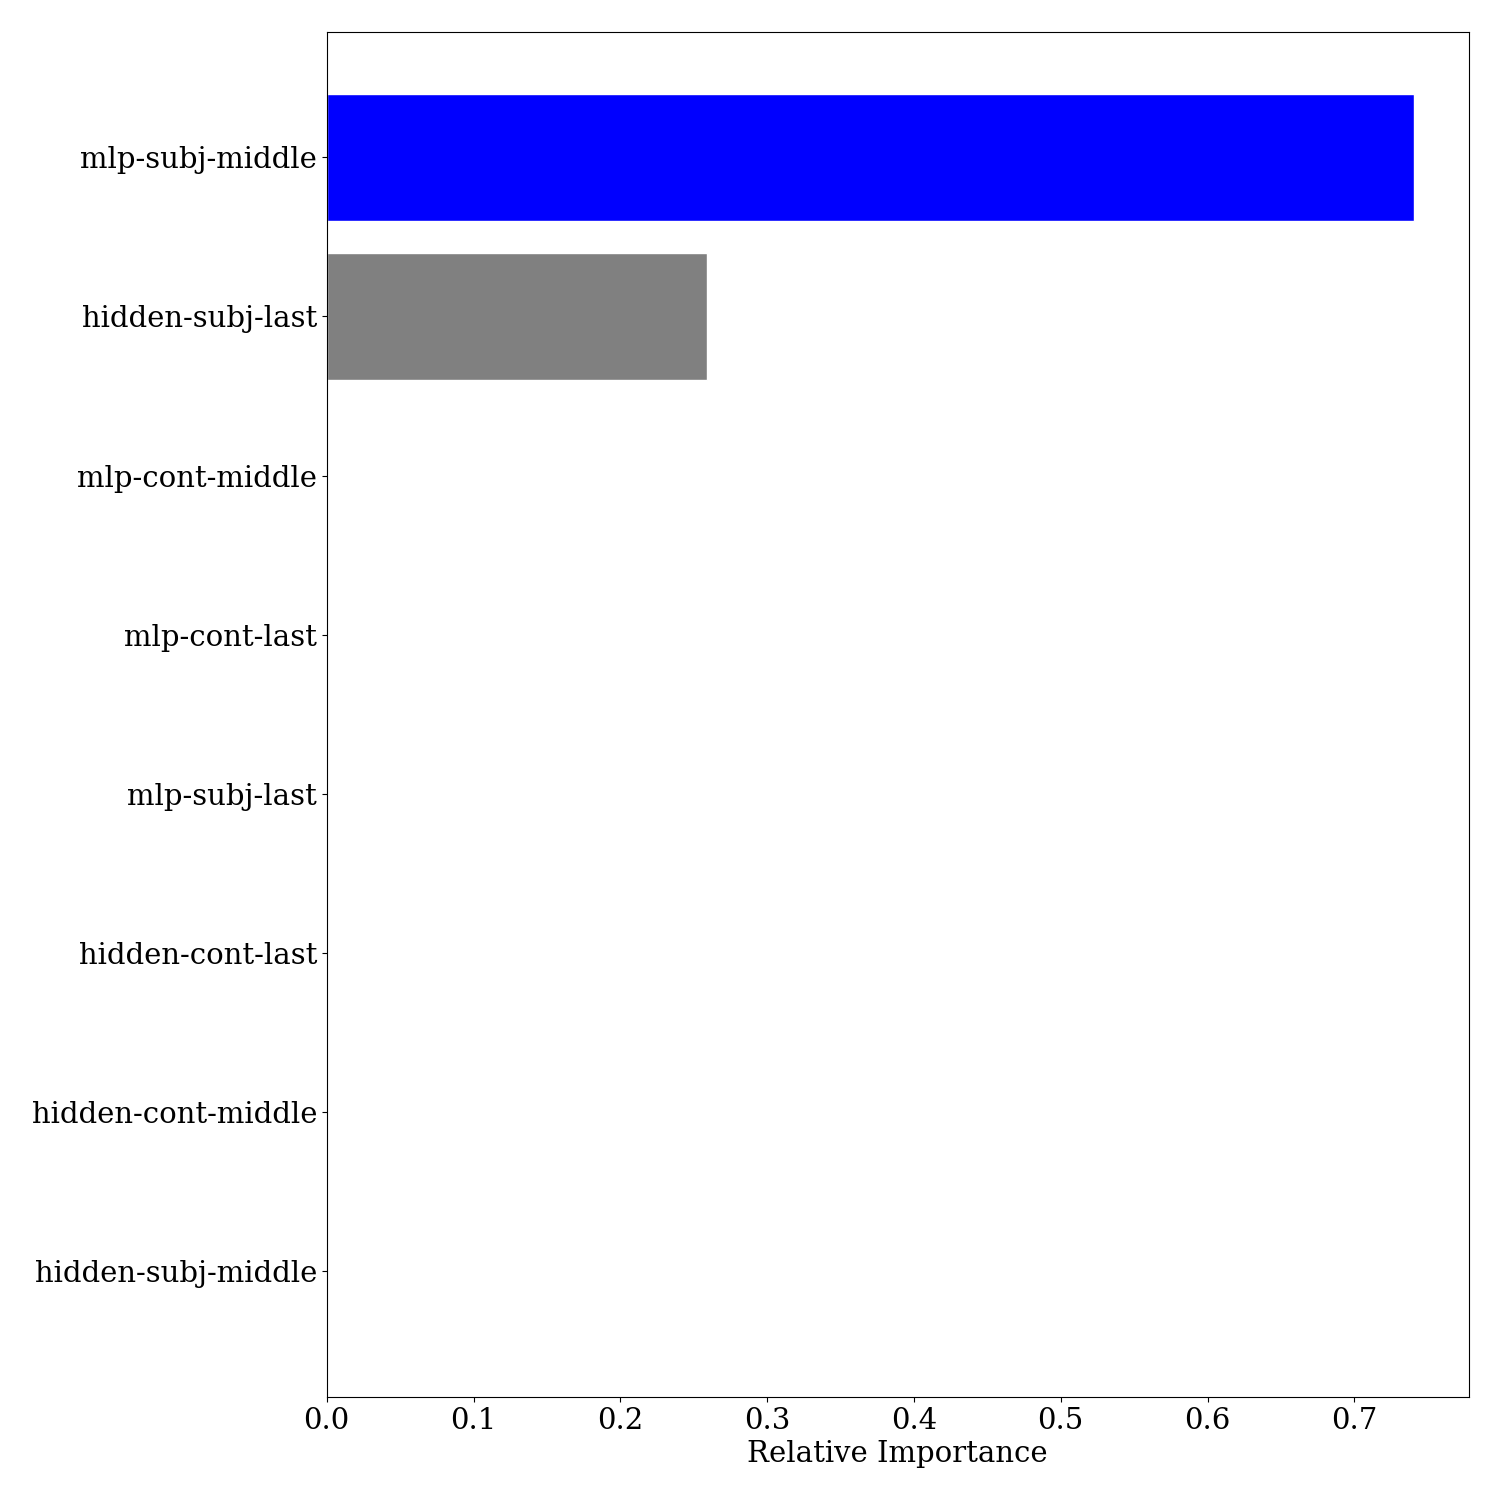 mlp-subj-middle
hidden-subj-last
mlp-cont-middle
mlp-cont-last
mlp-subj-last
hidden-cont-last
hidden-cont-middle
hidden-subj-middle
0.0 0.1 0.2 0.3 0.4 0.5 0.6 0.7
Relative Importance